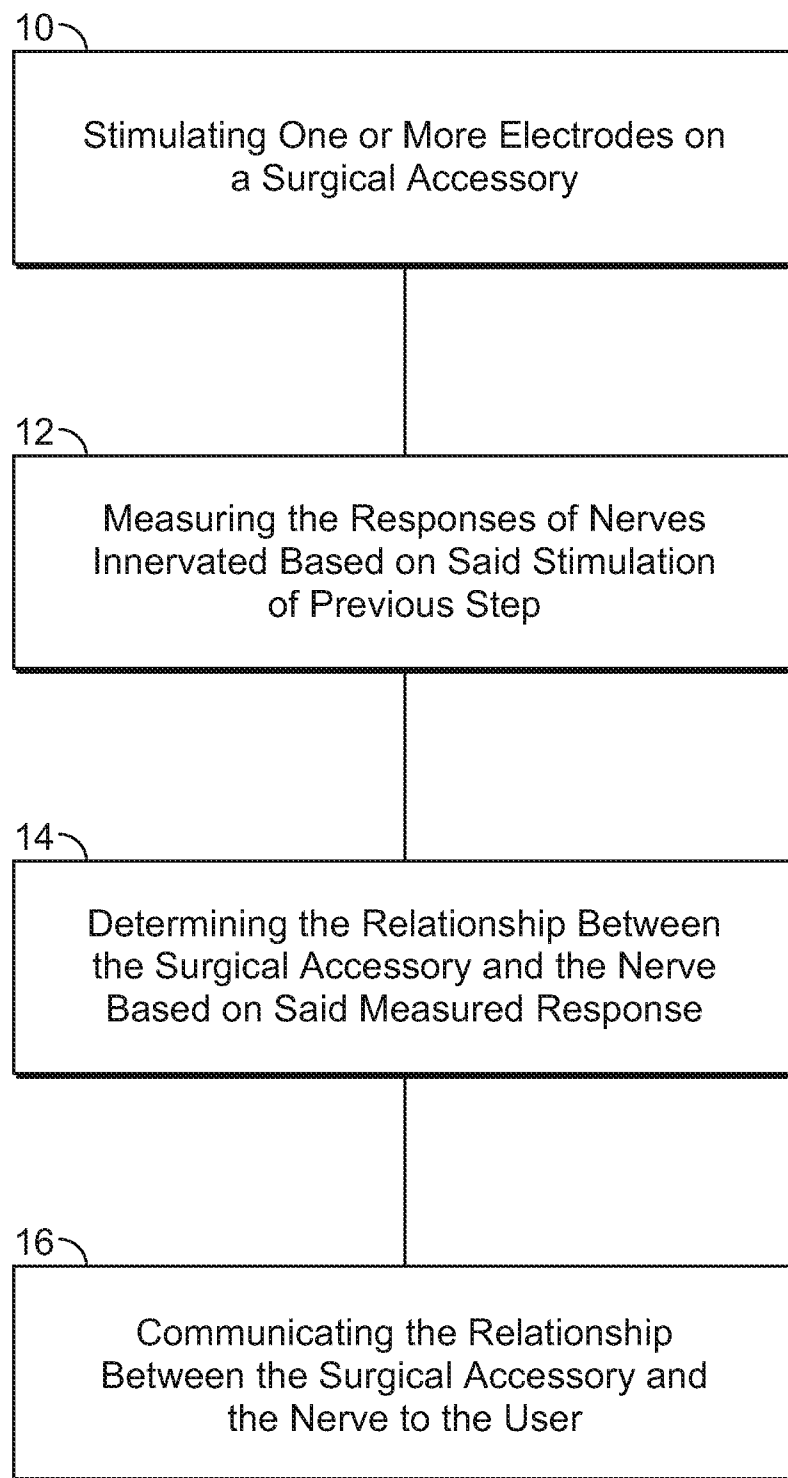 10
Stimulating One or More Electrodes on
a Surgical Accessory
12
Measuring the Responses of Nerves
Innervated Based on Said Stimulation
of Previous Step
14
Determining the Relationship Between
the Surgical Accessory and the Nerve
Based on Said Measured Response
16
Communicating the Relationship
Between the Surgical Accessory and
the Nerve to the User